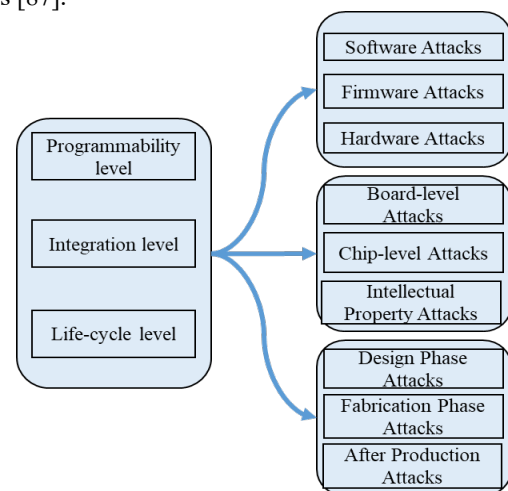 s [87].
Software Attacks
Firmware Attacks
Hardware Attacks
Programmability
level
Integration level
Life-cycle level
Board-level
Attacks
Chip-level Attacks
Intellectual
Property Attacks
Design Phase
Attacks
Fabrication Phase
Attacks
After Production
Attacks